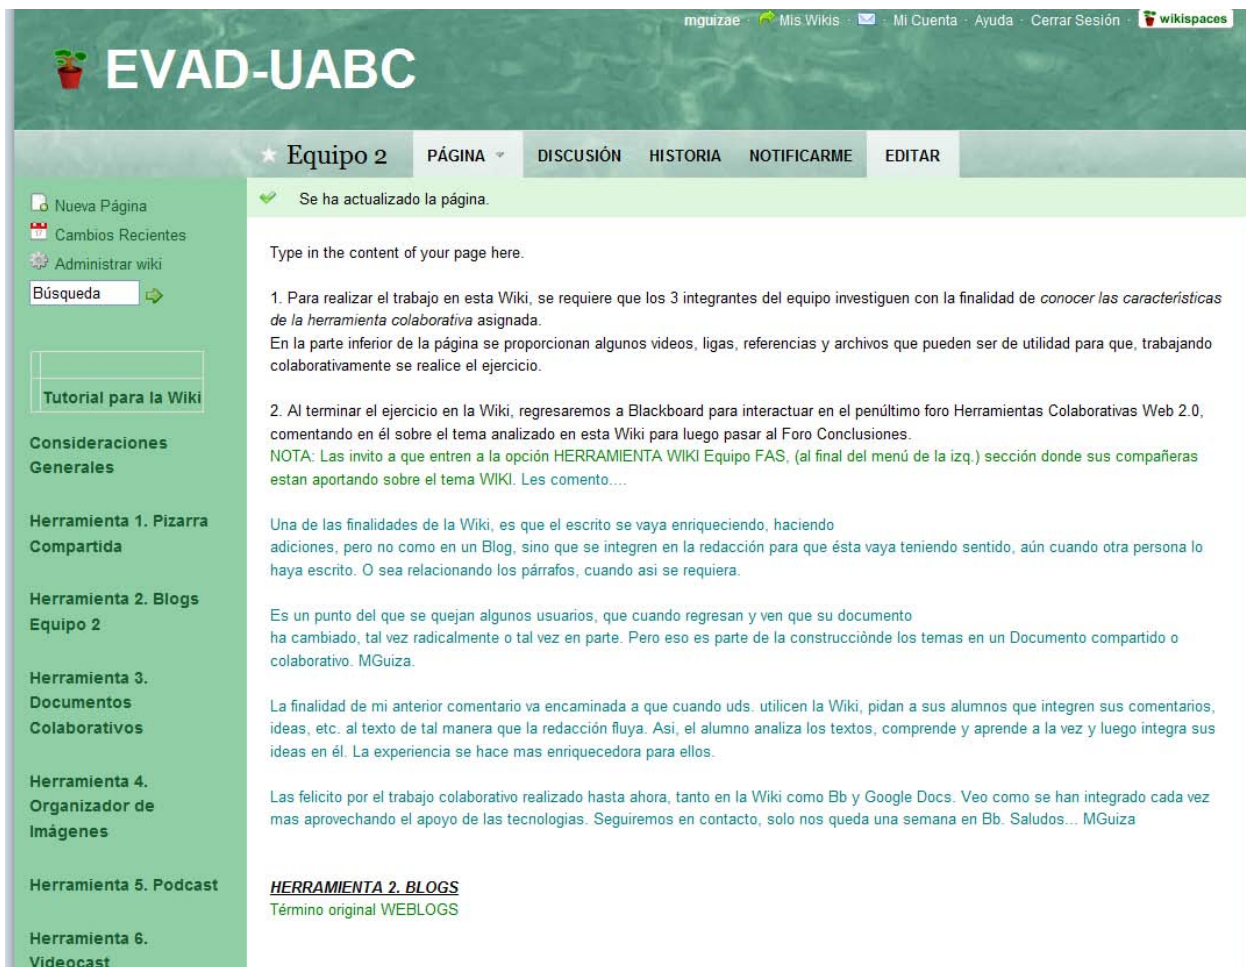 mguizae · Mis Wikis · · Mi Cuenta · Ayuda · Cerrar Sesión · wikispaces
EVAD-UABC
Equipo 2 PÁGINA DISCUSIÓN HISTORIA NOTIFICARME EDITAR
Nueva Página
Cambios Recientes
Administrar wiki
Búsqueda
Tutorial para la Wiki
Consideraciones
Generales
Herramienta 1. Pizarra
Compartida
Herramienta 2. Blogs
Equipo 2
Herramienta 3.
Documentos
Colaborativos
Herramienta 4.
Organizador de
Imágenes
Herramienta 5. Podcast
Herramienta 6.
Videocast
Se ha actualizado la página.
Type in the content of your page here.
1. Para realizar el trabajo en esta Wiki, se requiere que los 3 integrantes del equipo investiguen con la finalidad de conocer las características
de la herramienta colaborativa asignada.
En la parte inferior de la página se proporcionan algunos videos, ligas, referencias y archivos que pueden ser de utilidad para que, trabajando
colaborativamente se realice el ejercicio.
2. Al terminar el ejercicio en la Wiki, regresaremos a Blackboard para interactuar en el penúltimo foro Herramientas Colaborativas Web 2.0,
comentando en él sobre el tema analizado en esta Wiki para luego pasar al Foro Conclusiones.
NOTA: Las invito a que entren a la opción HERRAMIENTA WIKI Equipo FAS, (al final del menú de la izq.) sección donde sus compañeras
estan aportando sobre el tema WIKI. Les comento....
Una de las finalidades de la Wiki, es que el escrito se vaya enriqueciendo, haciendo
adiciones, pero no como en un Blog, sino que se integren en la redacción para que ésta vaya teniendo sentido, aún cuando otra persona lo
haya escrito. O sea relacionando los párrafos, cuando asi se requiera.
Es un punto del que se quejan algunos usuarios, que cuando regresan y ven que su documento
ha cambiado, tal vez radicalmente o tal vez en parte. Pero eso es parte de la construcciònde los temas en un Documento compartido o
colaborativo. MGuiza.
La finalidad de mi anterior comentario va encaminada a que cuando uds. utilicen la Wiki, pidan a sus alumnos que integren sus comentarios,
ideas, etc. al texto de tal manera que la redacción fluya. Asi, el alumno analiza los textos, comprende y aprende a la vez y luego integra sus
ideas en él. La experiencia se hace mas enriquecedora para ellos.
Las felicito por el trabajo colaborativo realizado hasta ahora, tanto en la Wiki como Bb y Google Docs. Veo como se han integrado cada vez
mas aprovechando el apoyo de las tecnologias. Seguiremos en contacto, solo nos queda una semana en Bb. Saludos... MGuiza
HERRAMIENTA 2. BLOGS
Término original WEBLOGS